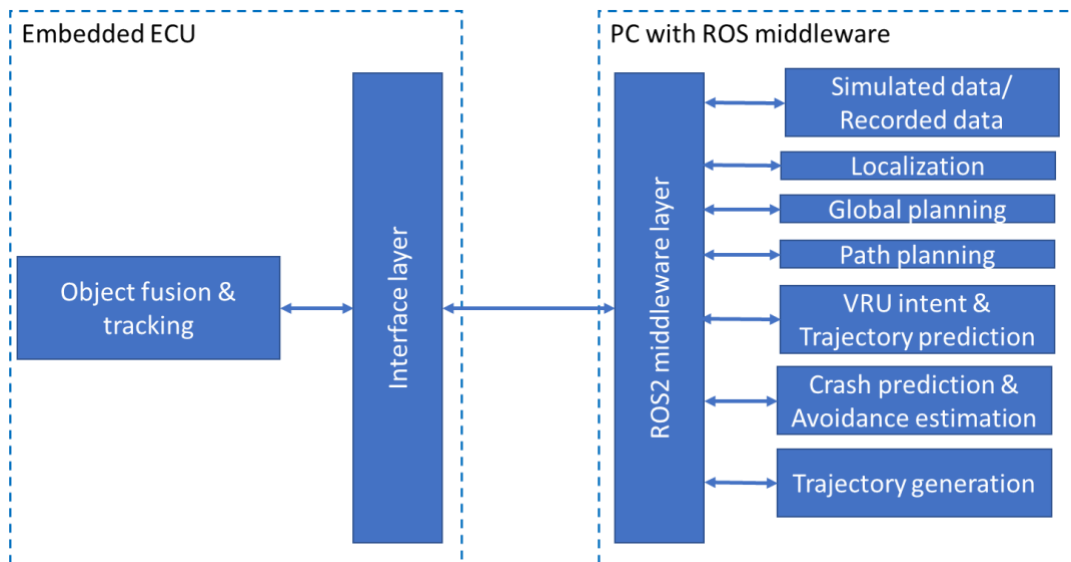 Embedded ECU
Object fusion &
tracking
Interface layer
PC with ROS middleware
ROS2 middleware layer
Simulated data/
Recorded data
Localization
Global planning
Path planning
VRU intent &
Trajectory prediction
Crash prediction &
Avoidance estimation
Trajectory generation